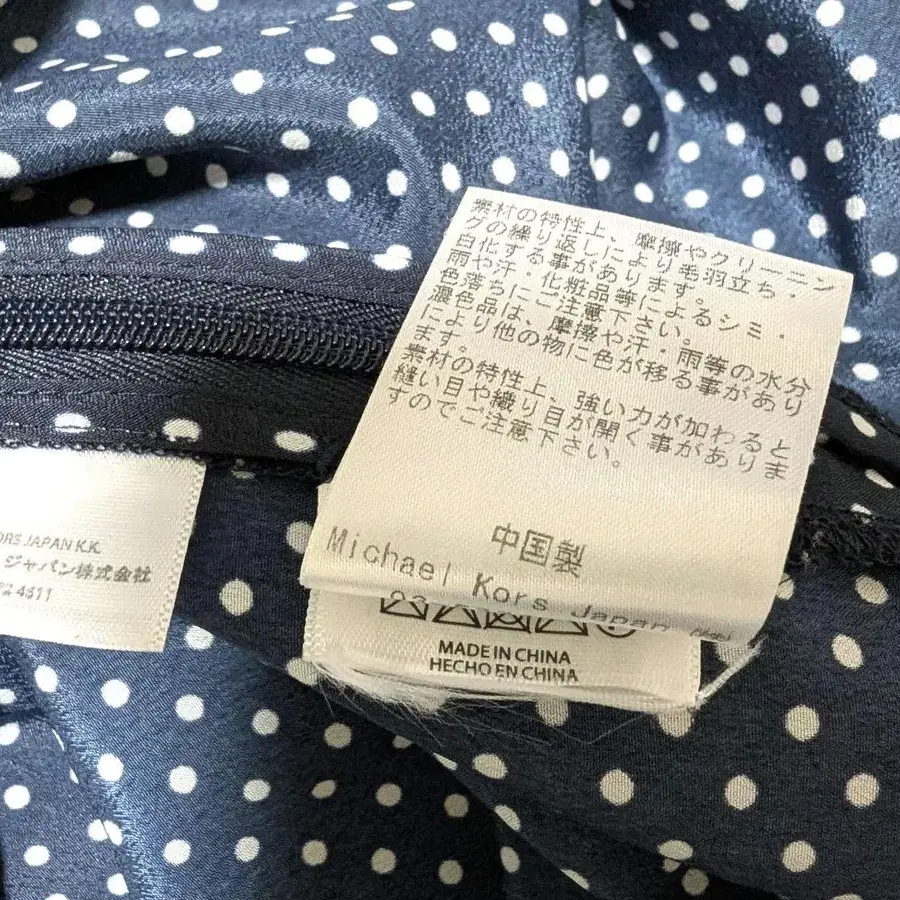 素材の特性上、摩擦やクリーニン
グの繰り返しにより毛羽立ち・
白化する事があります。
雨や汗・化粧品等によるシミ・
色落ちにご注意下さい。
濃色品は、摩擦や汗・雨等の水分
により他の物に色が移る事があり
ます。
素材の特性上、強い力が加わると
縫い目や織り目が開く事がありま
すのでご注意下さい。
中国製
Michael Kors Japan
MADE IN CHINA
HECHO EN CHINA
ORS JAPAN K.K.
ジャパン株式会社
4311